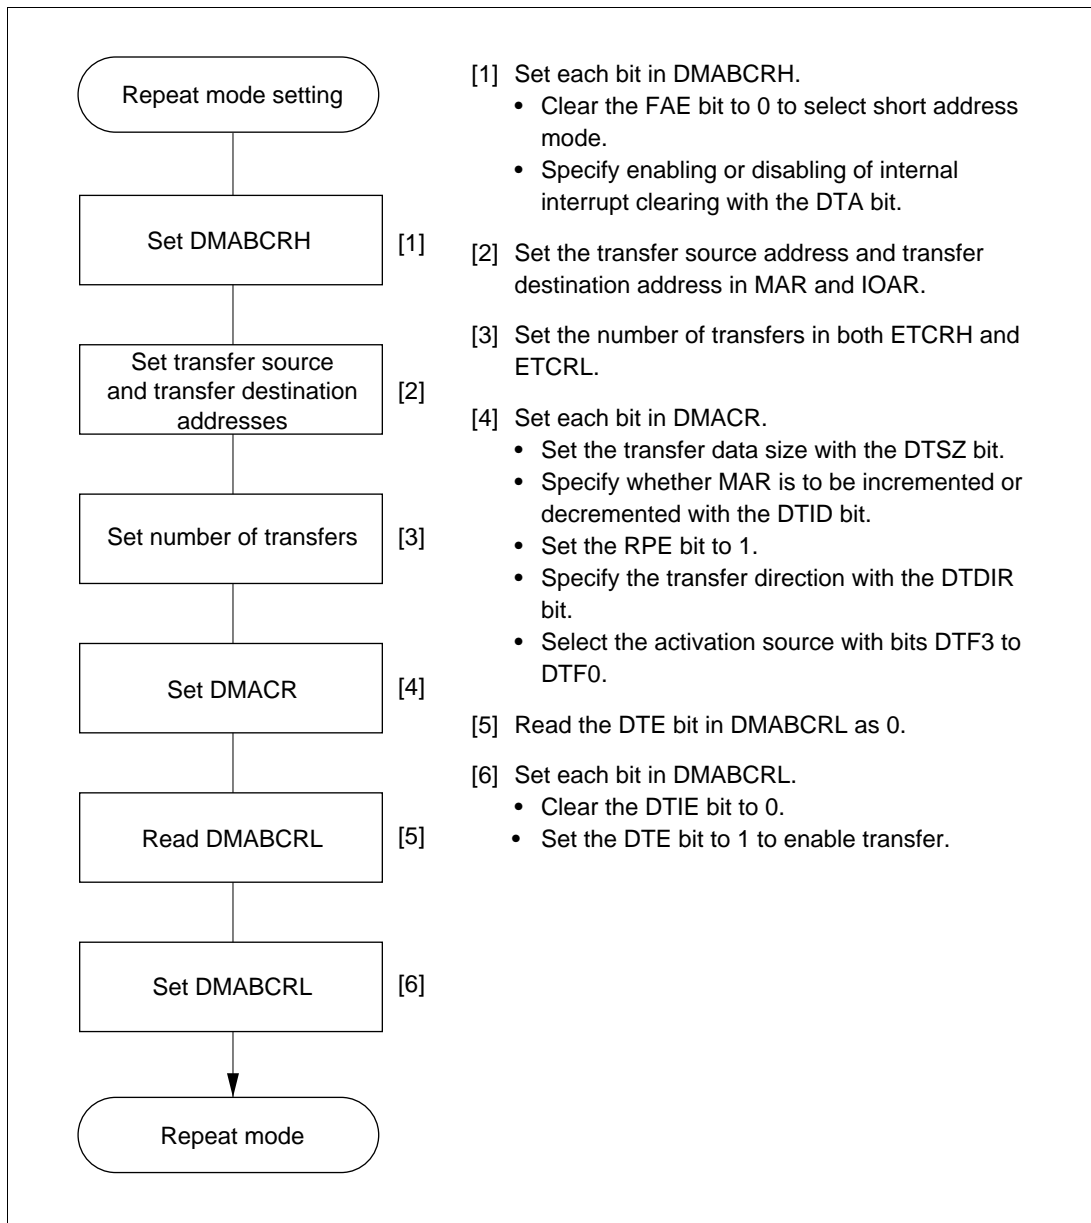 Repeat mode setting
Set DMABCRH
[1]
Set transfer source
and transfer destination
addresses
[2]
Set number of transfers
[3]
Set DMACR
[4]
Read DMABCRL
[5]
Set DMABCRL
[6]
Repeat mode
[1] Set each bit in DMABCRH.
• Clear the FAE bit to 0 to select short address
mode.
• Specify enabling or disabling of internal
interrupt clearing with the DTA bit.
[2] Set the transfer source address and transfer
destination address in MAR and IOAR.
[3] Set the number of transfers in both ETCRH and
ETCRL.
[4] Set each bit in DMACR.
• Set the transfer data size with the DTSZ bit.
• Specify whether MAR is to be incremented or
decremented with the DTID bit.
• Set the RPE bit to 1.
• Specify the transfer direction with the DTDIR
bit.
• Select the activation source with bits DTF3 to
DTF0.
[5] Read the DTE bit in DMABCRL as 0.
[6] Set each bit in DMABCRL.
• Clear the DTIE bit to 0.
• Set the DTE bit to 1 to enable transfer.